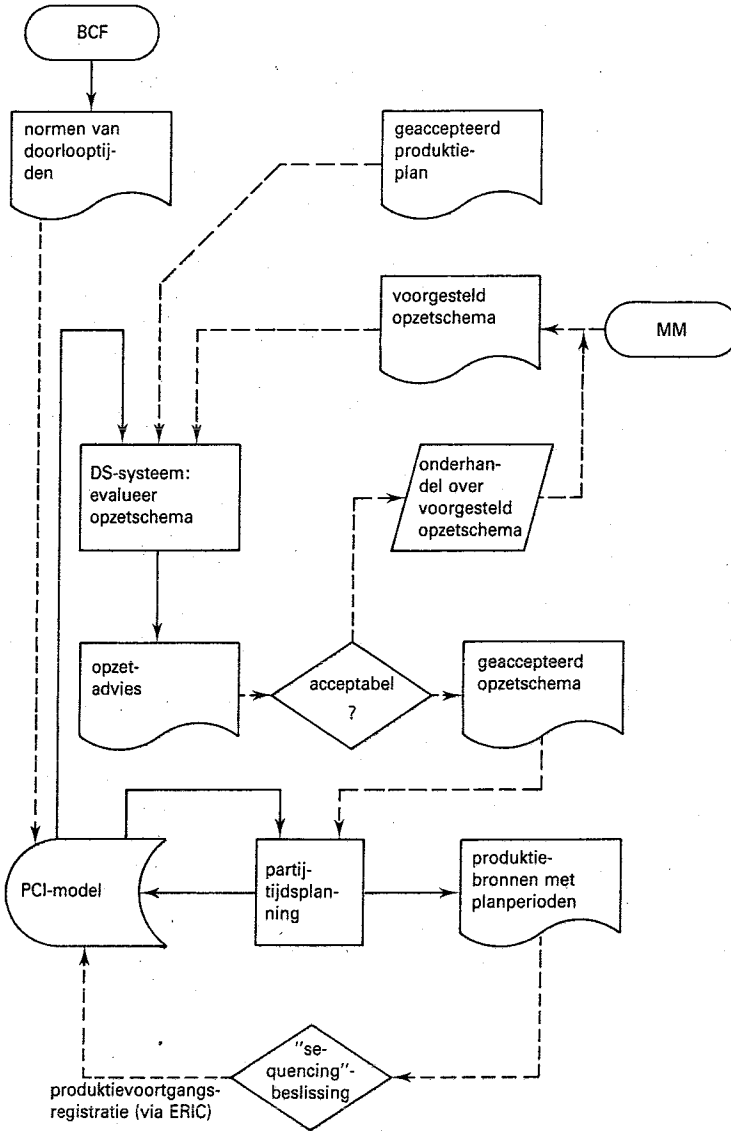 BCF
normen van
doorlooptij-
den
geaccepteerd
produktie-
plan
voorgesteld
opzetschema
MM
DS-systeem:
evalueer
opzetschema
onderhan-
del over
voorgesteld
opzetschema
opzet-
advies
acceptabel
?
geaccepteerd
opzetschema
PCI-model
partij-
tijdsplan-
ning
produktie-
bronnen met
planperioden
"se-
quencing"-
beslissing
produktievoortgangs-
registratie (via ERIC)